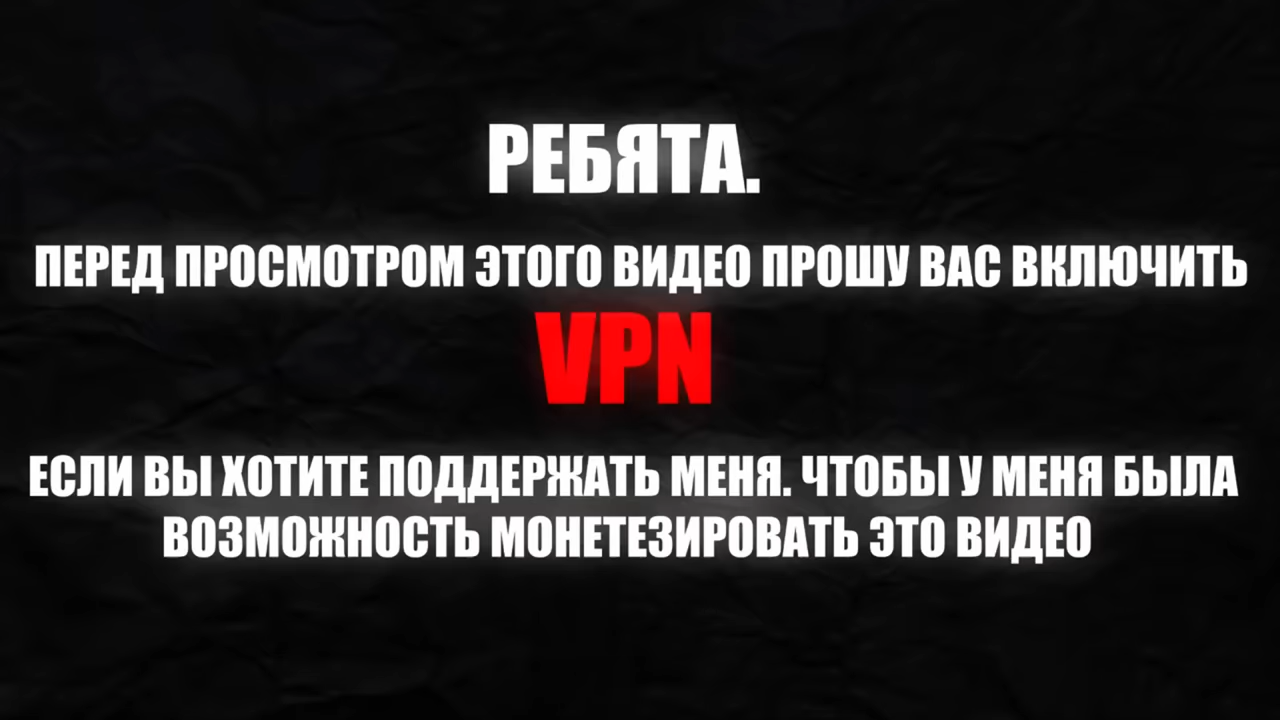 РЕБЯТА.
ПЕРЕД ПРОСМОТРОМ ЭТОГО ВИДЕО ПРОШУ ВАС ВКЛЮЧИТЬ
VPN
ЕСЛИ ВЫ ХОТИТЕ ПОДДЕРЖАТЬ МЕНЯ. ЧТОБЫ У МЕНЯ БЫЛА
ВОЗМОЖНОСТЬ МОНЕТЕЗИРОВАТЬ ЭТО ВИДЕО